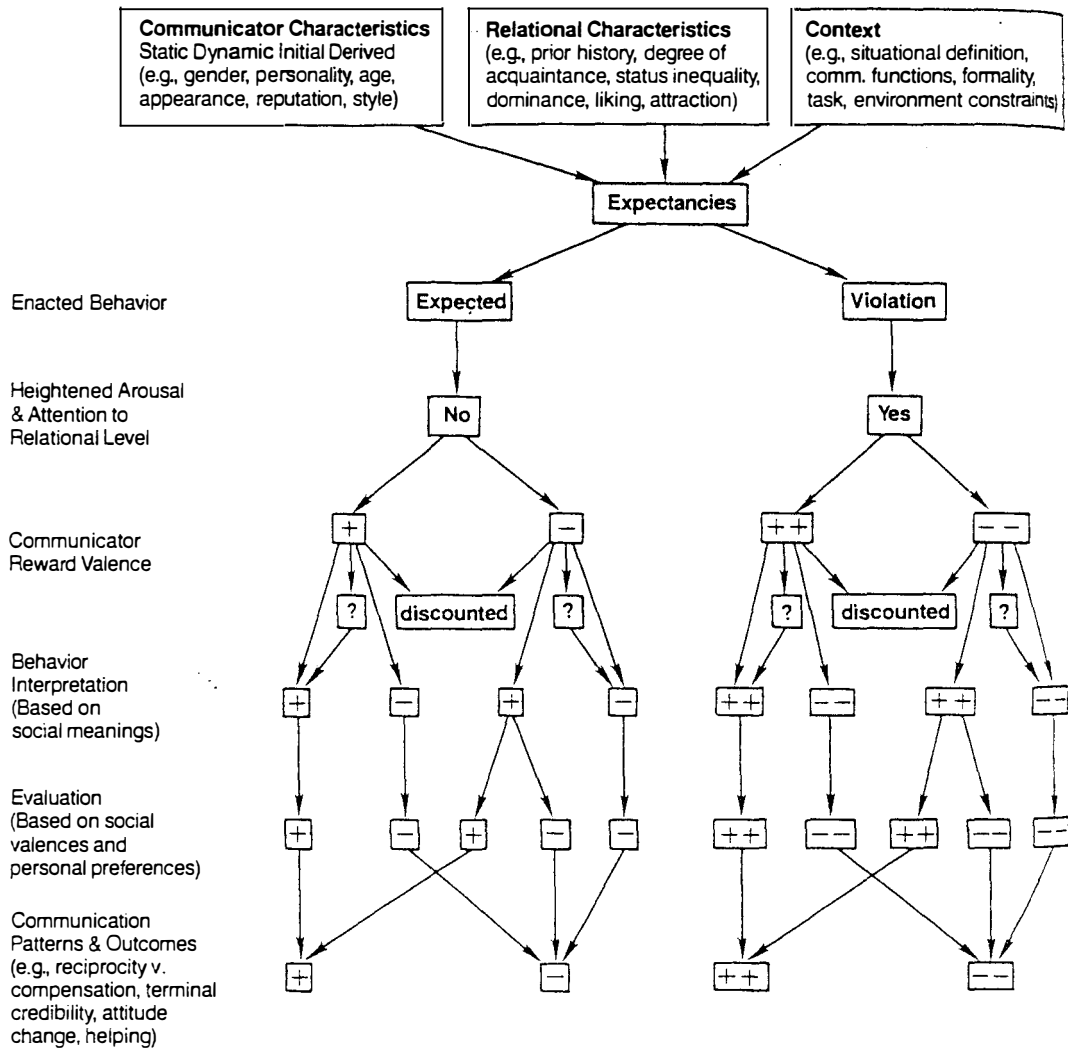 Communicator Characteristics
Static Dynamic Initial Derived
(e.g., gender, personality, age,
appearance, reputation, style)
Relational Characteristics
(e.g., prior history, degree of
acquaintance, status inequality,
dominance, liking, attraction)
Context
(e.g., situational definition,
comm. functions, formality,
task, environment constraints)
Expectancies
Enacted Behavior
Expected
Violation
Heightened Arousal
& Attention to
Relational Level
No
Yes
Communicator
Reward Valence
+
−
++
−−
?
discounted
?
?
discounted
?
Behavior
Interpretation
(Based on
social meanings)
+
−
+
−
++
−−
++
−−
Evaluation
(Based on social
valences and
personal preferences)
+
−
+
−
−
++
−−
++
−−
−−
Communication
Patterns & Outcomes
(e.g., reciprocity v.
compensation, terminal
credibility, attitude
change, helping)
+
−
++
−−